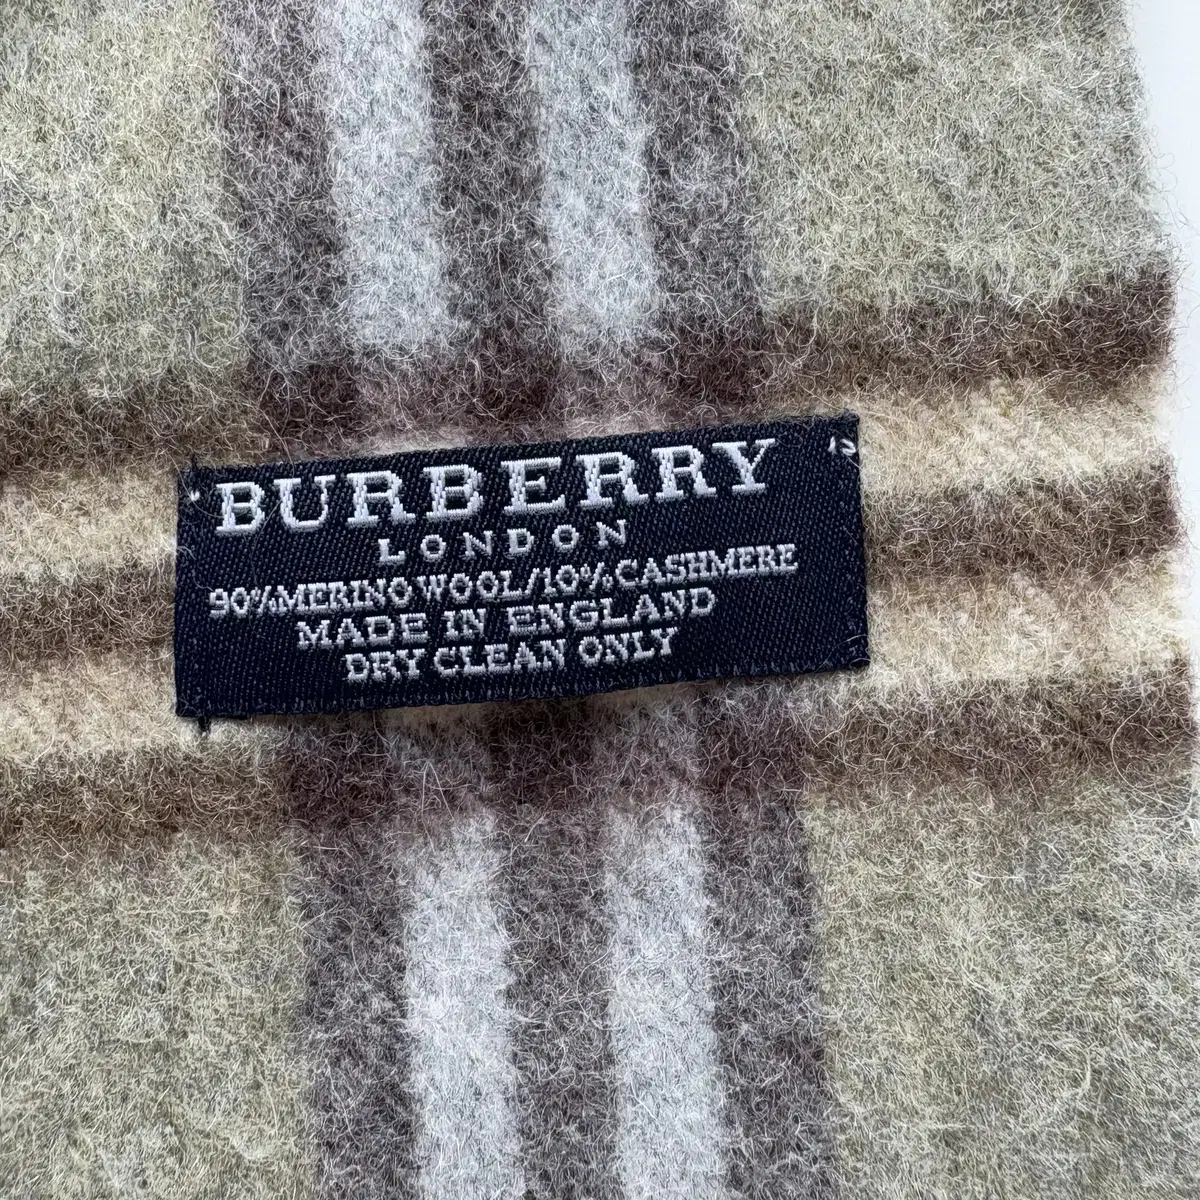 BURBERRY
LONDON
90%MERINO WOOL/10%CASHMERE
MADE IN ENGLAND
DRY CLEAN ONLY